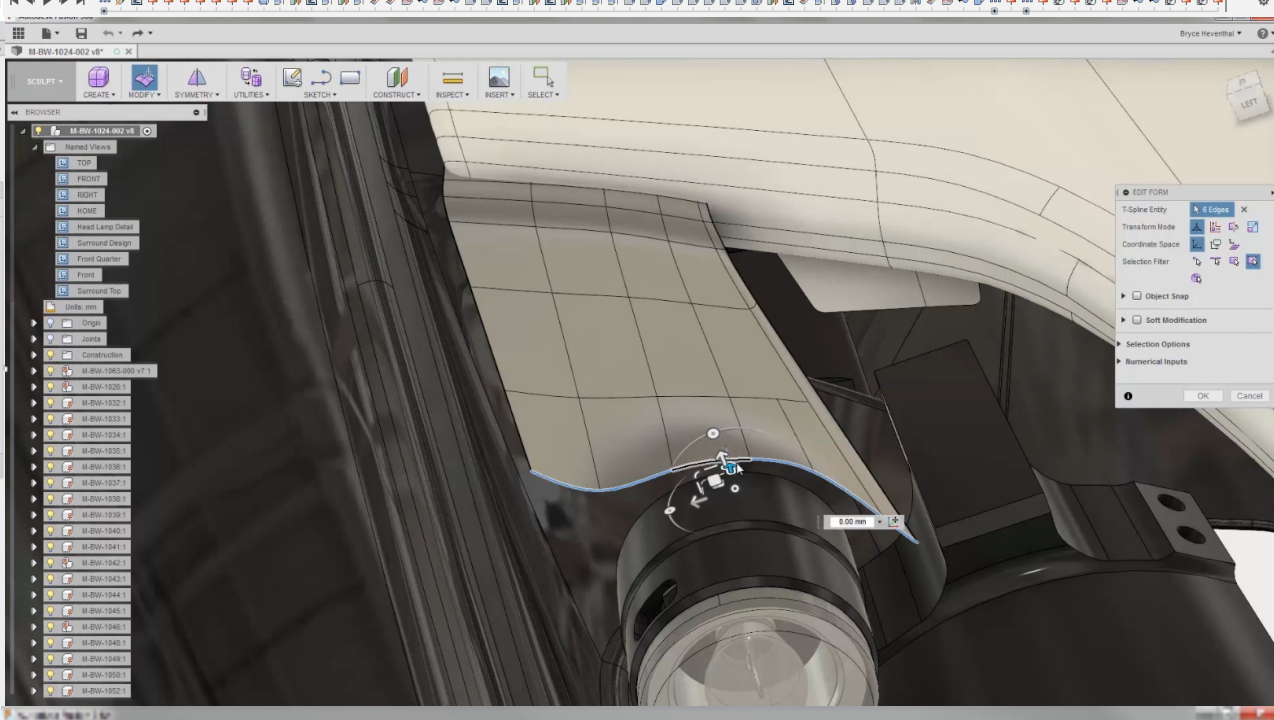 Autodesk Fusion 360
Bryce Heventhal
M-BW-1024-002 v8*
SCULPT
CREATE
MODIFY
SYMMETRY
UTILITIES
SKETCH
CONSTRUCT
INSPECT
INSERT
SELECT
LEFT
BROWSER
M-BW-1024-002 v8
Named Views
TOP
FRONT
RIGHT
HOME
Head Lamp Detail
Surround Design
Front Quarter
Front
Surround Top
Units: mm
Origin
Joints
Construction
M-BW-1063-000 v7:1
M-BW-1026:1
M-BW-1032:1
M-BW-1033:1
M-BW-1034:1
M-BW-1035:1
M-BW-1036:1
M-BW-1037:1
M-BW-1038:1
M-BW-1039:1
M-BW-1040:1
M-BW-1041:1
M-BW-1042:1
M-BW-1043:1
M-BW-1044:1
M-BW-1045:1
M-BW-1046:1
M-BW-1048:1
M-BW-1049:1
M-BW-1050:1
M-BW-1052:1
EDIT FORM
T-Spline Entity
6 Edges
Transform Mode
Coordinate Space
Selection Filter
Object Snap
Soft Modification
Selection Options
Numerical Inputs
OK
Cancel
0.00 mm